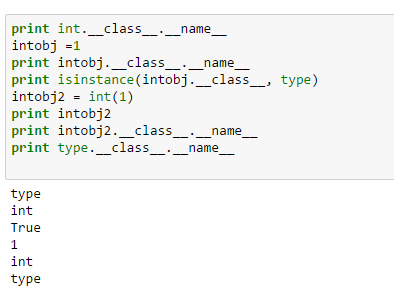 print int.__class__.__name__
intobj =1
print intobj.__class__.__name__
print isinstance(intobj.__class__, type)
intobj2 = int(1)
print intobj2
print intobj2.__class__.__name__
print type.__class__.__name__
type
int
True
1
int
type